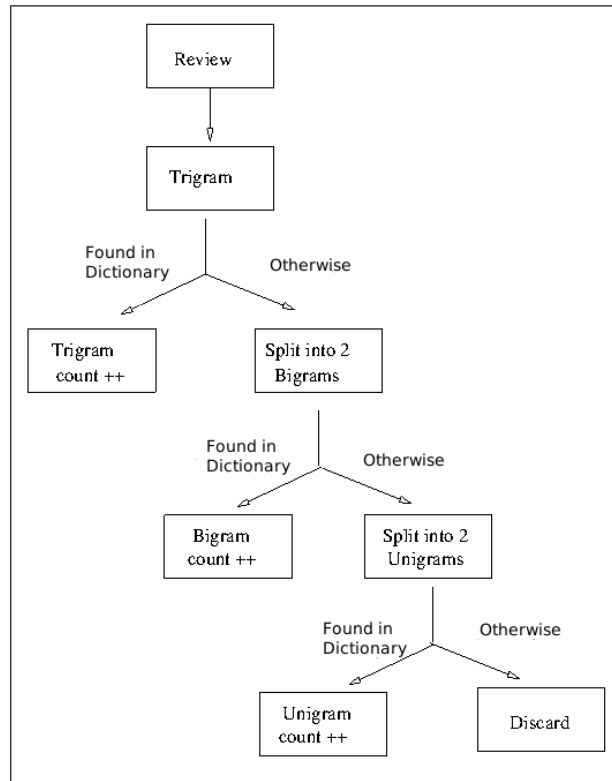 Review
Trigram
Found in
Dictionary
Otherwise
Trigram
count ++
Split into 2
Bigrams
Found in
Dictionary
Otherwise
Bigram
count ++
Split into 2
Unigrams
Found in
Dictionary
Otherwise
Unigram
count ++
Discard